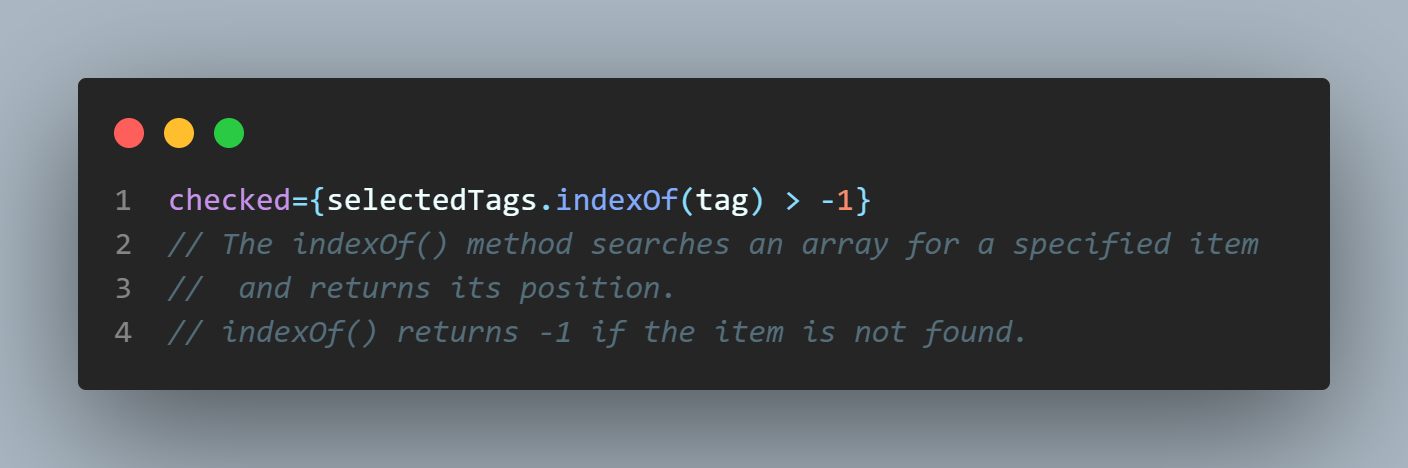 1 checked={selectedTags.indexOf(tag) > -1}
2 // The indexOf() method searches an array for a specified item
3 //  and returns its position.
4 // indexOf() returns -1 if the item is not found.